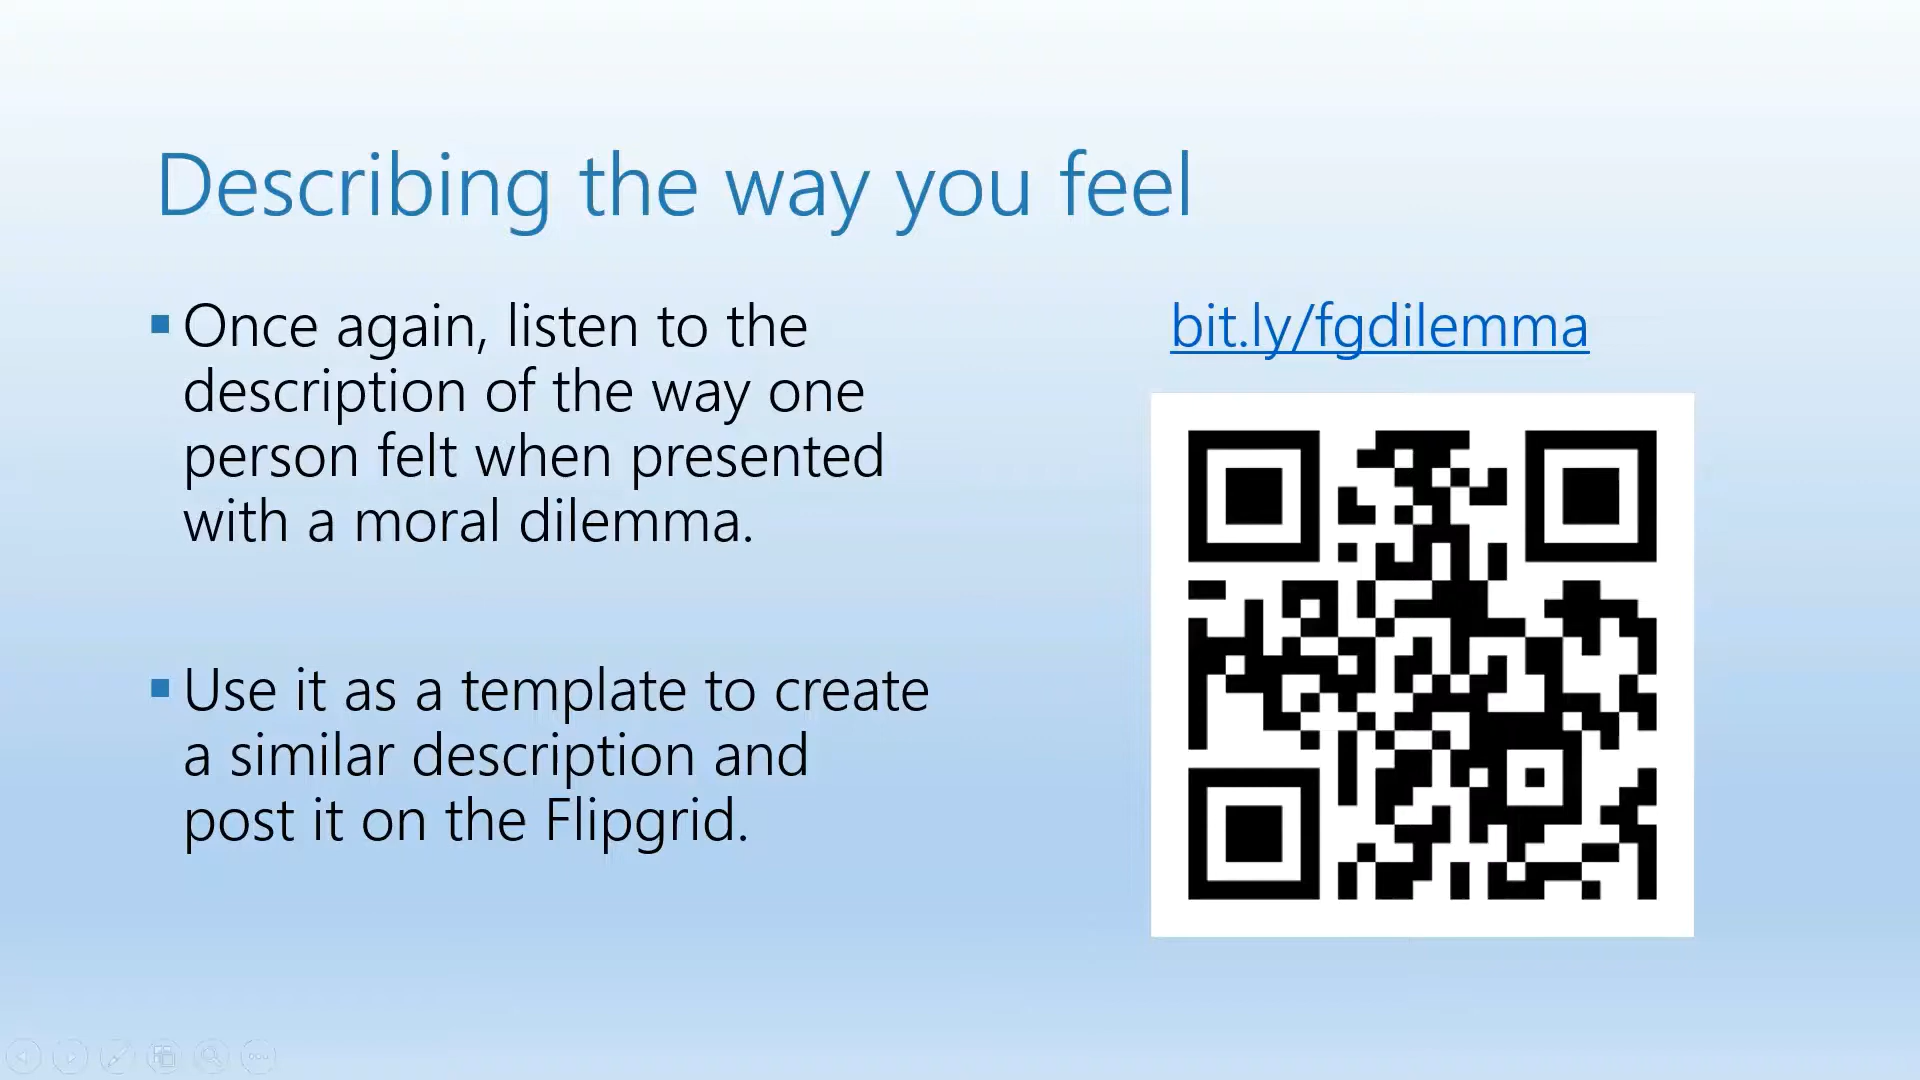 Describing the way you feel
Once again, listen to the
description of the way one
person felt when presented
with a moral dilemma.
Use it as a template to create
a similar description and
post it on the Flipgrid.
bit.ly/fgdilemma